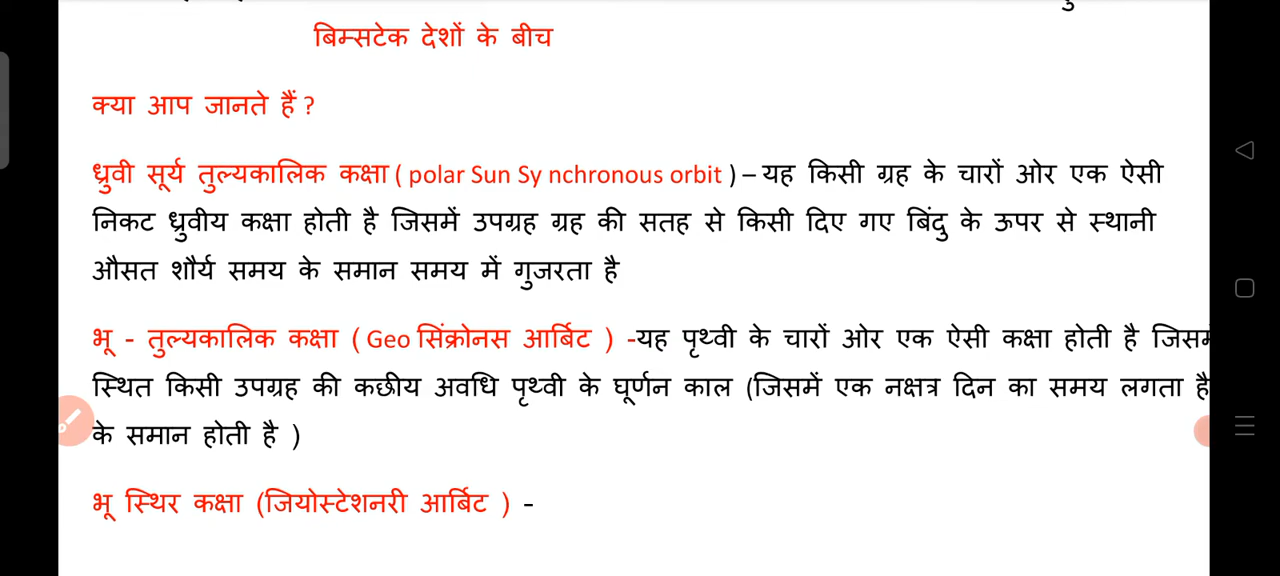 बिम्सटेक देशों के बीच
क्या आप जानते हैं ?
ध्रुवी सूर्य तुल्यकालिक कक्षा ( polar Sun Sy nchronous orbit ) – यह किसी ग्रह के चारों ओर एक ऐसी
निकट ध्रुवीय कक्षा होती है जिसमें उपग्रह ग्रह की सतह से किसी दिए गए बिंदु के ऊपर से स्थानी
औसत शौर्य समय के समान समय में गुजरता है
भू - तुल्यकालिक कक्षा ( Geo सिंक्रोनस आर्बिट ) -यह पृथ्वी के चारों ओर एक ऐसी कक्षा होती है
स्थित किसी उपग्रह की कछीय अवधि पृथ्वी के घूर्णन काल (जिसमें एक नक्षत्र दिन का समय लगता है
के समान होती है )
भू स्थिर कक्षा (जियोस्टेशनरी आर्बिट ) -